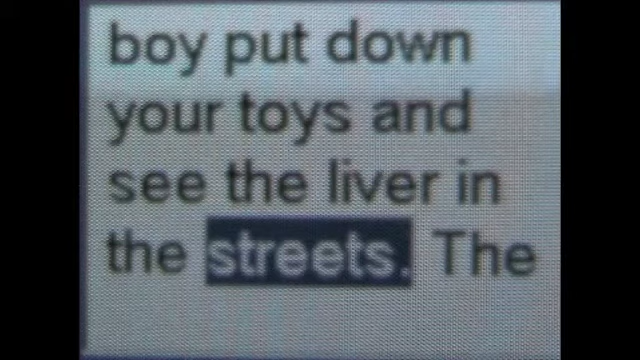 boy put down
your toys and
see the liver in
the streets. The